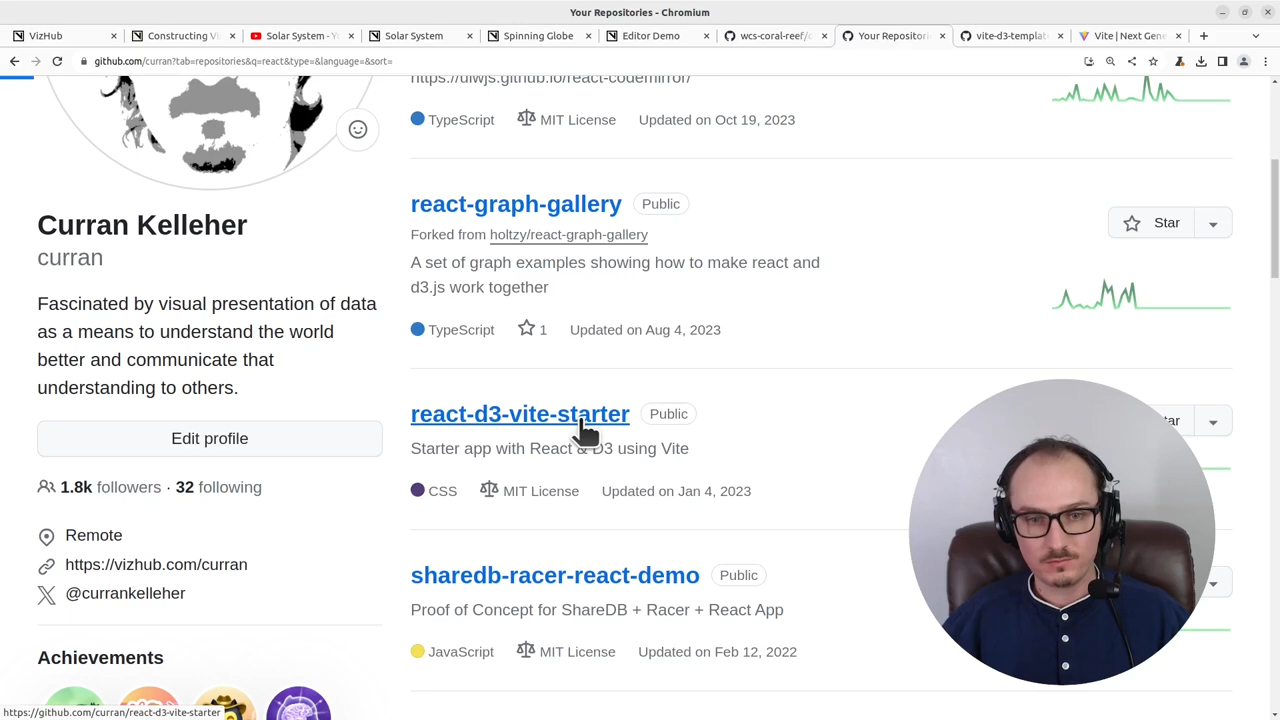 Your Repositories - Chromium
VizHub
Constructing Vi
Solar System - Y
Solar System
Spinning Globe
Editor Demo
wcs-coral-reef/
Your Repositori
vite-d3-templat
Vite | Next Gene
github.com/curran?tab=repositories&q=react&type=&language=&sort=
https://uiwjs.github.io/react-codemirror/
TypeScript MIT License Updated on Oct 19, 2023
react-graph-gallery Public
Star
Forked from holtzy/react-graph-gallery
A set of graph examples showing how to make react and
d3.js work together
TypeScript 1 Updated on Aug 4, 2023
Curran Kelleher
curran
Fascinated by visual presentation of data
as a means to understand the world
better and communicate that
understanding to others.
Edit profile
1.8k followers · 32 following
Remote
https://vizhub.com/curran
@currankelleher
Achievements
react-d3-vite-starter Public
Starter app with React & D3 using Vite
CSS MIT License Updated on Jan 4, 2023
sharedb-racer-react-demo Public
Proof of Concept for ShareDB + Racer + React App
JavaScript MIT License Updated on Feb 12, 2022
https://github.com/curran/react-d3-vite-starter